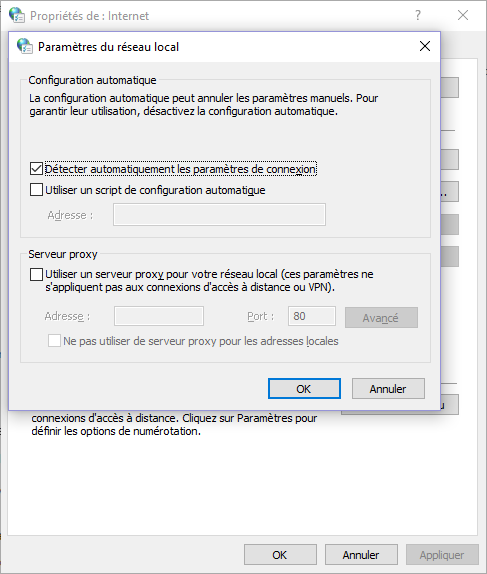 Propriétés de : Internet
Paramètres du réseau local
Configuration automatique
La configuration automatique peut annuler les paramètres manuels. Pour
garantir leur utilisation, désactivez la configuration automatique.
Détecter automatiquement les paramètres de connexion
Utiliser un script de configuration automatique
Adresse :
Serveur proxy
Utiliser un serveur proxy pour votre réseau local (ces paramètres ne
s'appliquent pas aux connexions d'accès à distance ou VPN).
Adresse : Port : 80 Avancé
Ne pas utiliser de serveur proxy pour les adresses locales
OK Annuler
connexions d'accès à distance. Cliquez sur Paramètres pour
définir les options de numérotation.
OK Annuler Appliquer